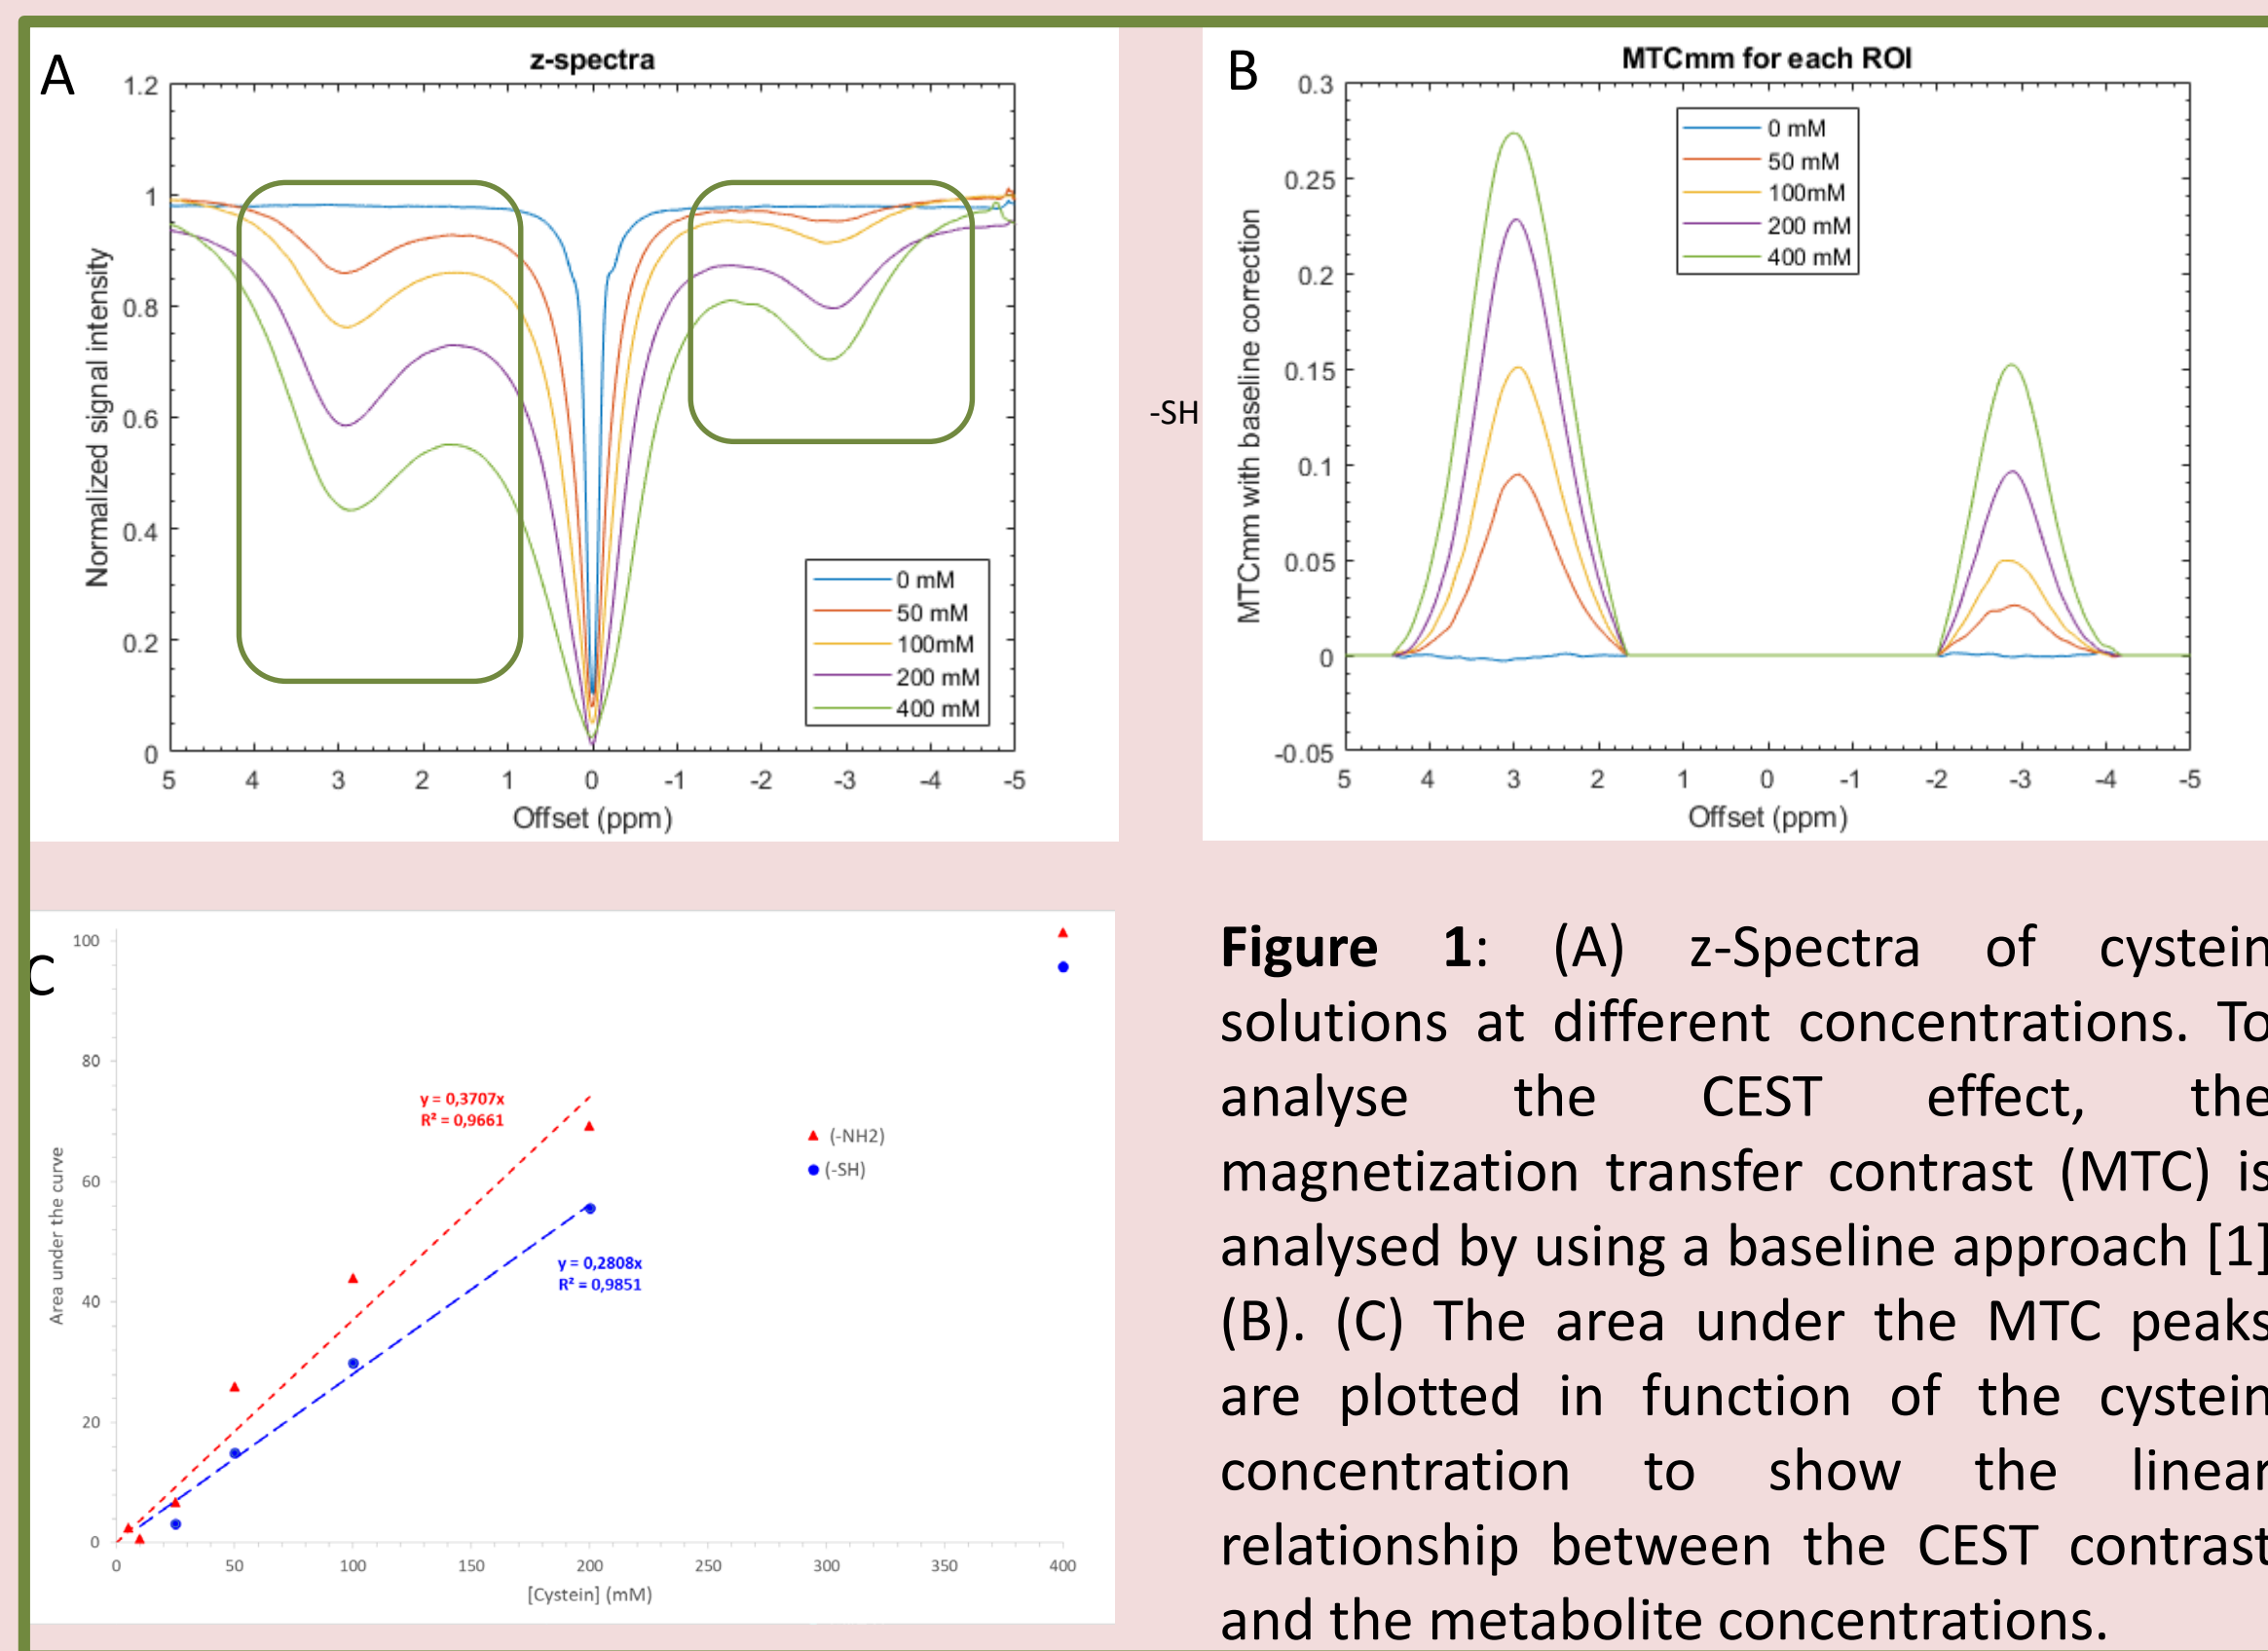 A
z-spectra
1.2
1
0.8
0.6
0.4
0.2
0
Normalized signal intensity
5 4 3 2 1 0 -1 -2 -3 -4 -5
Offset (ppm)
0 mM
50 mM
100mM
200 mM
400 mM
-SH
B
MTCmm for each ROI
0.3
0.25
0.2
0.15
0.1
0.05
0
-0.05
MTCmm with baseline correction
5 4 3 2 1 0 -1 -2 -3 -4 -5
Offset (ppm)
0 mM
50 mM
100mM
200 mM
400 mM
C
100
80
60
40
20
0
Area under the curve
y = 0,3707x
R² = 0,9661
(-NH2)
(-SH)
y = 0,2808x
R² = 0,9851
0 50 100 150 200 250 300 350 400
[Cystein] (mM)
Figure 1: (A) z-Spectra of cystein
solutions at different concentrations. To
analyse the CEST effect, the
magnetization transfer contrast (MTC) is
analysed by using a baseline approach [1]
(B). (C) The area under the MTC peaks
are plotted in function of the cystein
concentration to show the linear
relationship between the CEST contrast
and the metabolite concentrations.